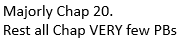 Majorly Chap 20.
Rest all Chap VERY few PBs